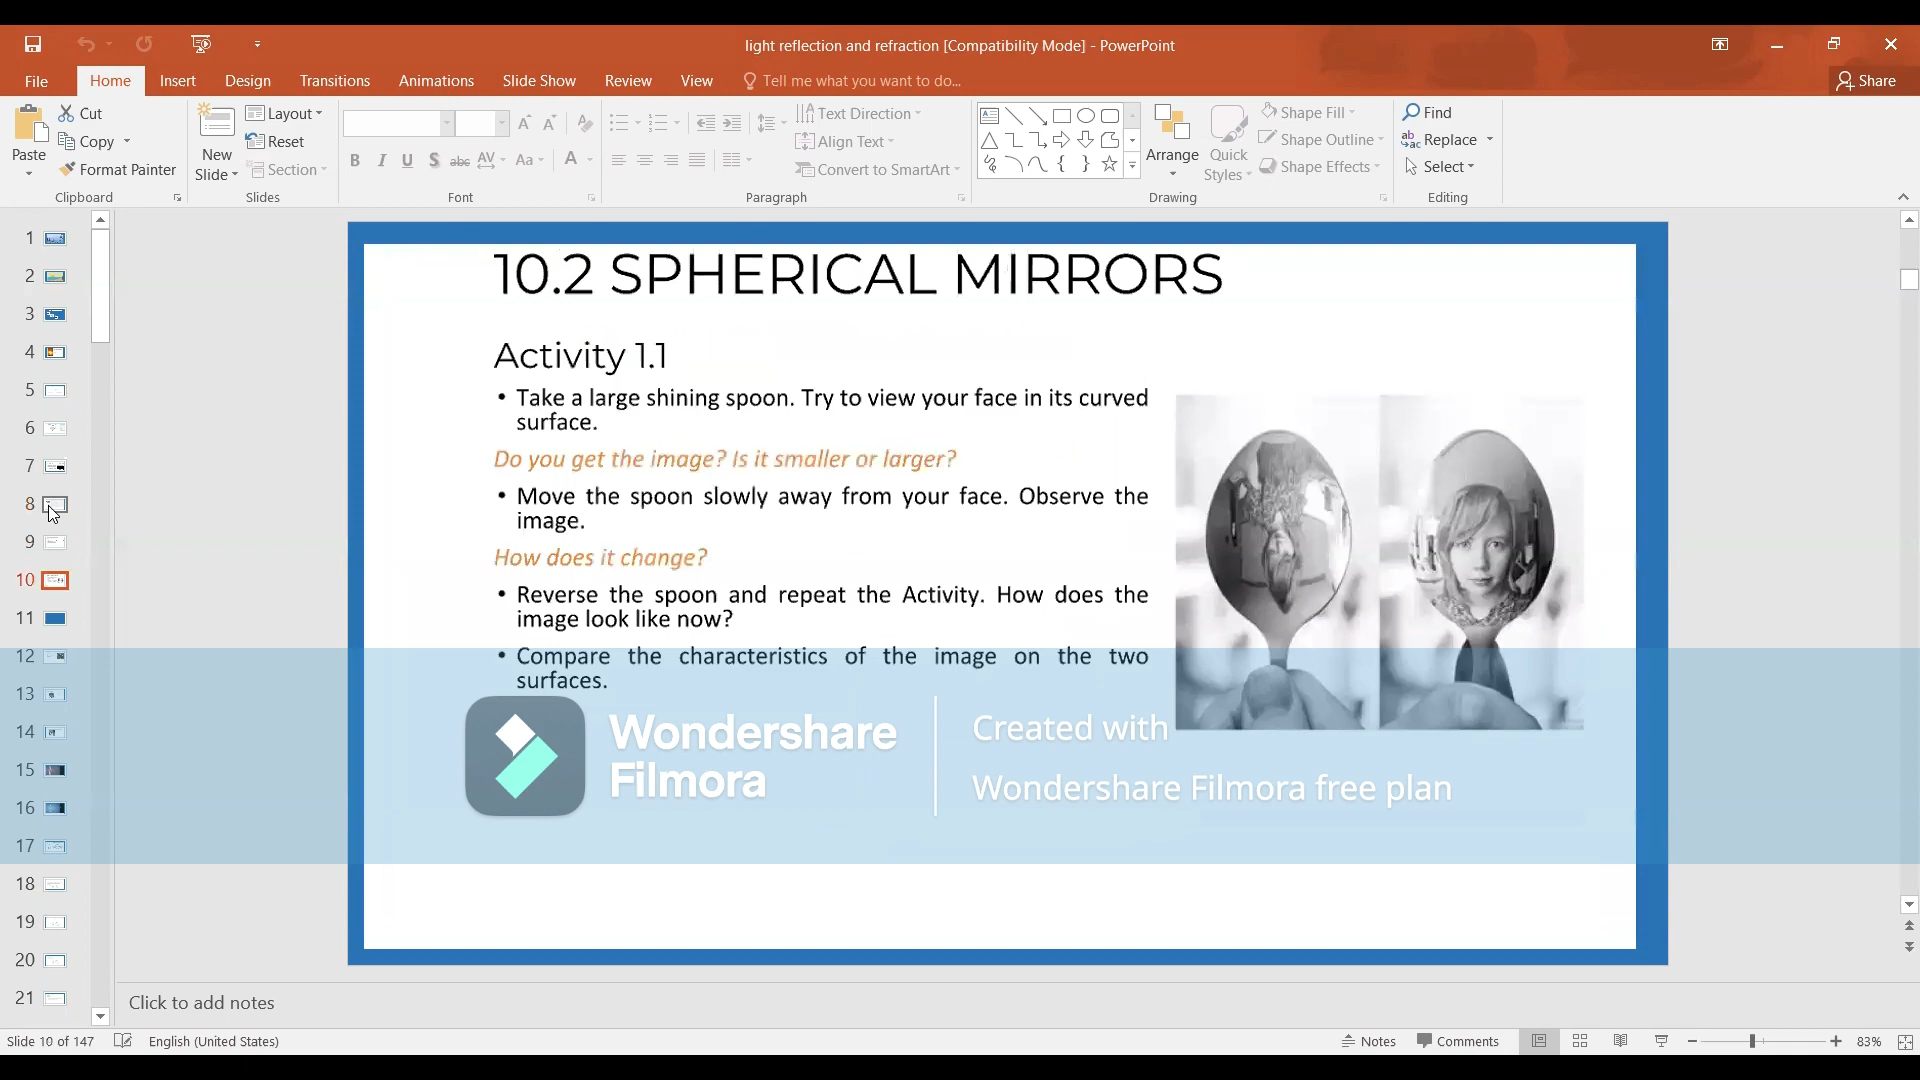 light reflection and refraction [Compatibility Mode] - PowerPoint
File Home Insert Design Transitions Animations Slide Show Review View Tell me what you want to do... Share
Paste
Cut
Copy
Format Painter
Clipboard
New
Slide
Layout
Reset
Section
Slides
B I U S abc AV Aa A
Font
Text Direction
Align Text
Convert to SmartArt
Paragraph
Arrange
Quick
Styles
Shape Fill
Shape Outline
Shape Effects
Drawing
Find
Replace
Select
Editing
1
2
3
4
5
6
7
8
9
10
11
12
13
14
15
16
17
18
19
20
21
10.2 SPHERICAL MIRRORS
Activity 1.1
• Take a large shining spoon. Try to view your face in its curved
surface.
Do you get the image? Is it smaller or larger?
• Move the spoon slowly away from your face. Observe the
image.
How does it change?
• Reverse the spoon and repeat the Activity. How does the
image look like now?
• Compare the characteristics of the image on the two
surfaces.
Wondershare
Filmora
Created with
Wondershare Filmora free plan
Click to add notes
Slide 10 of 147 English (United States) Notes Comments 83%